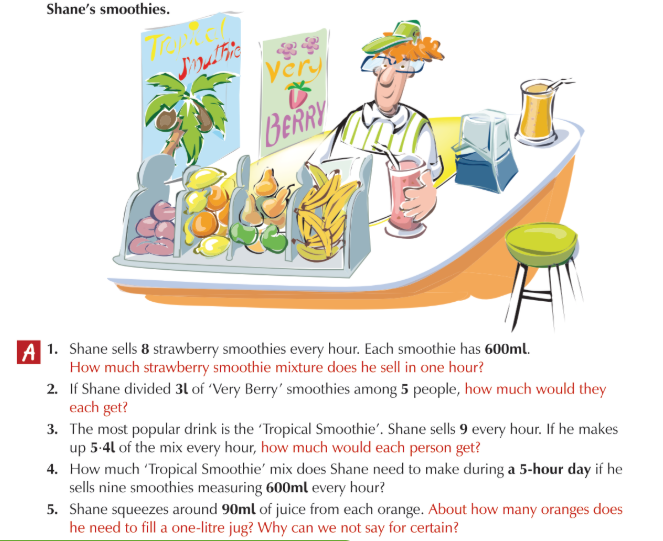 Shane's smoothies.
Tropical
Smuthie
Very
BERRY
A 1. Shane sells 8 strawberry smoothies every hour. Each smoothie has 600ml.
How much strawberry smoothie mixture does he sell in one hour?
2. If Shane divided 3l of 'Very Berry' smoothies among 5 people, how much would they
each get?
3. The most popular drink is the 'Tropical Smoothie'. Shane sells 9 every hour. If he makes
up 5·4l of the mix every hour, how much would each person get?
4. How much 'Tropical Smoothie' mix does Shane need to make during a 5-hour day if he
sells nine smoothies measuring 600ml every hour?
5. Shane squeezes around 90ml of juice from each orange. About how many oranges does
he need to fill a one-litre jug? Why can we not say for certain?